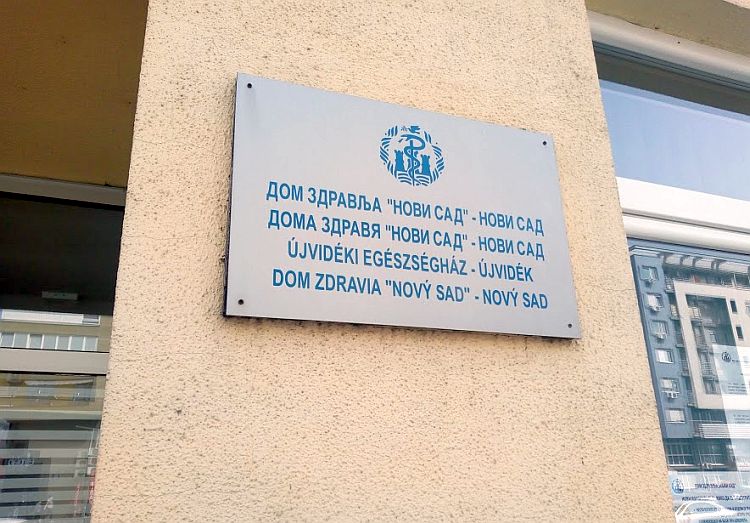 ДОМ ЗДРАВЉА "НОВИ САД" - НОВИ САД
ДОМА ЗДРАВЯ "НОВИ САД" - НОВИ САД
ÚJVIDÉKI EGÉSZSÉGHÁZ - ÚJVIDÉK
DOM ZDRAVIA "NOVÝ SAD" - NOVÝ SAD